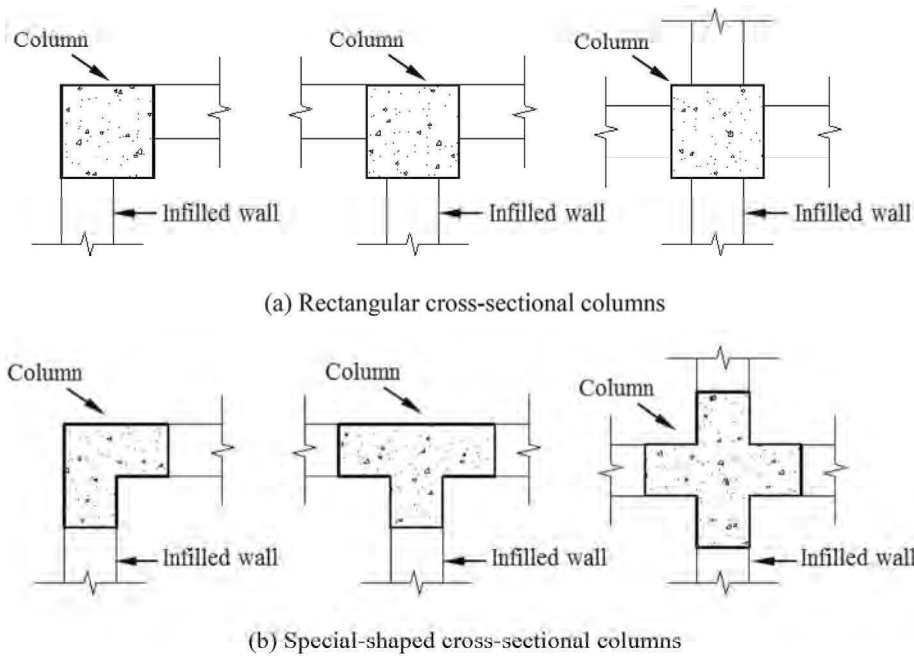 Column
Column
Column
Infilled wall
Infilled wall
Infilled wall
(a) Rectangular cross-sectional columns
Column
Column
Column
Infilled wall
Infilled wall
Infilled wall
(b) Special-shaped cross-sectional columns